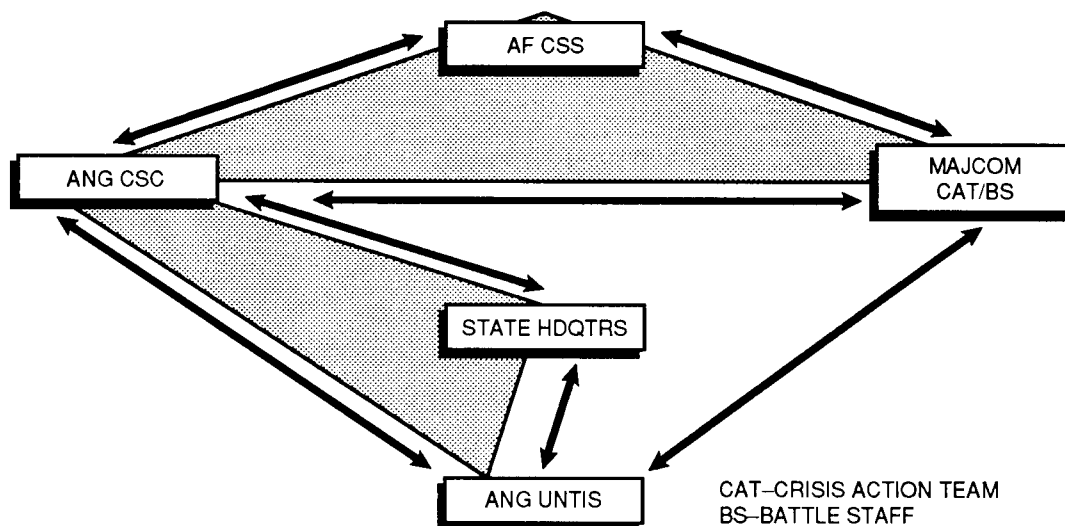 AF CSS
ANG CSC
MAJCOM
CAT/BS
STATE HDQTRS
ANG UNTIS
CAT–CRISIS ACTION TEAM
BS–BATTLE STAFF